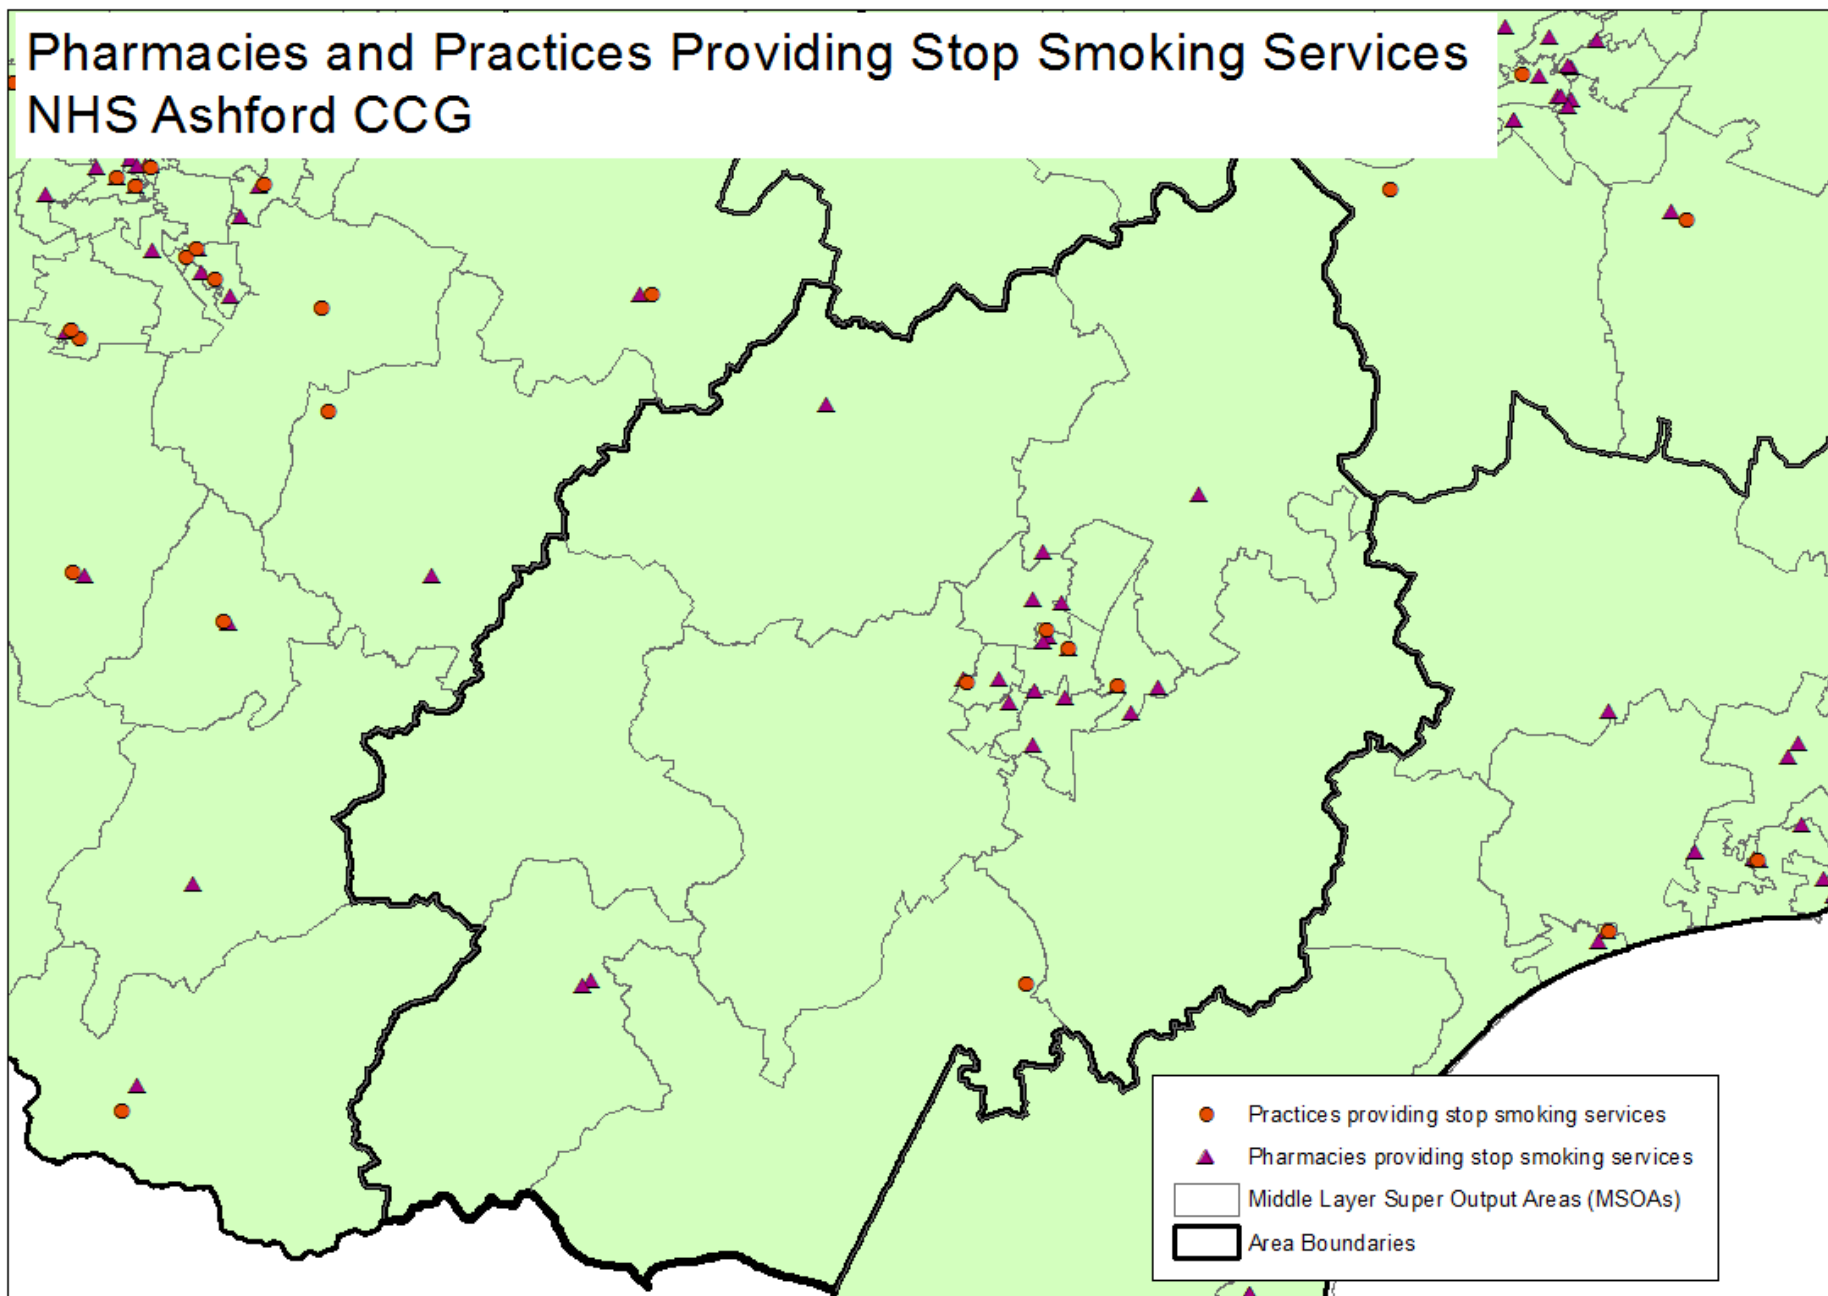 Pharmacies and Practices Providing Stop Smoking Services
NHS Ashford CCG
Practices providing stop smoking services
Pharmacies providing stop smoking services
Middle Layer Super Output Areas (MSOAs)
Area Boundaries